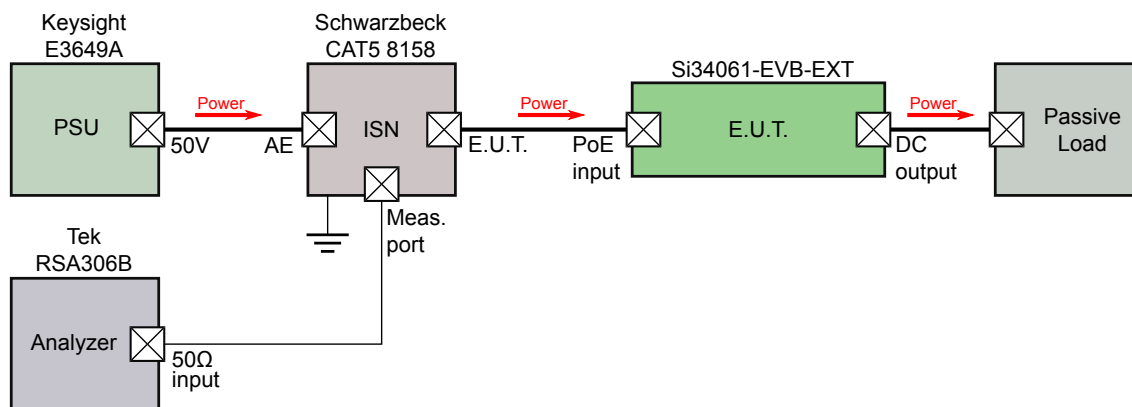 Keysight
E3649A
PSU
50V
Power
Schwarzbeck
CAT5 8158
AE
ISN
E.U.T.
Meas.
port
Power
Si34061-EVB-EXT
PoE
input
E.U.T.
DC
output
Power
Passive
Load
Tek
RSA306B
Analyzer
50Ω
input